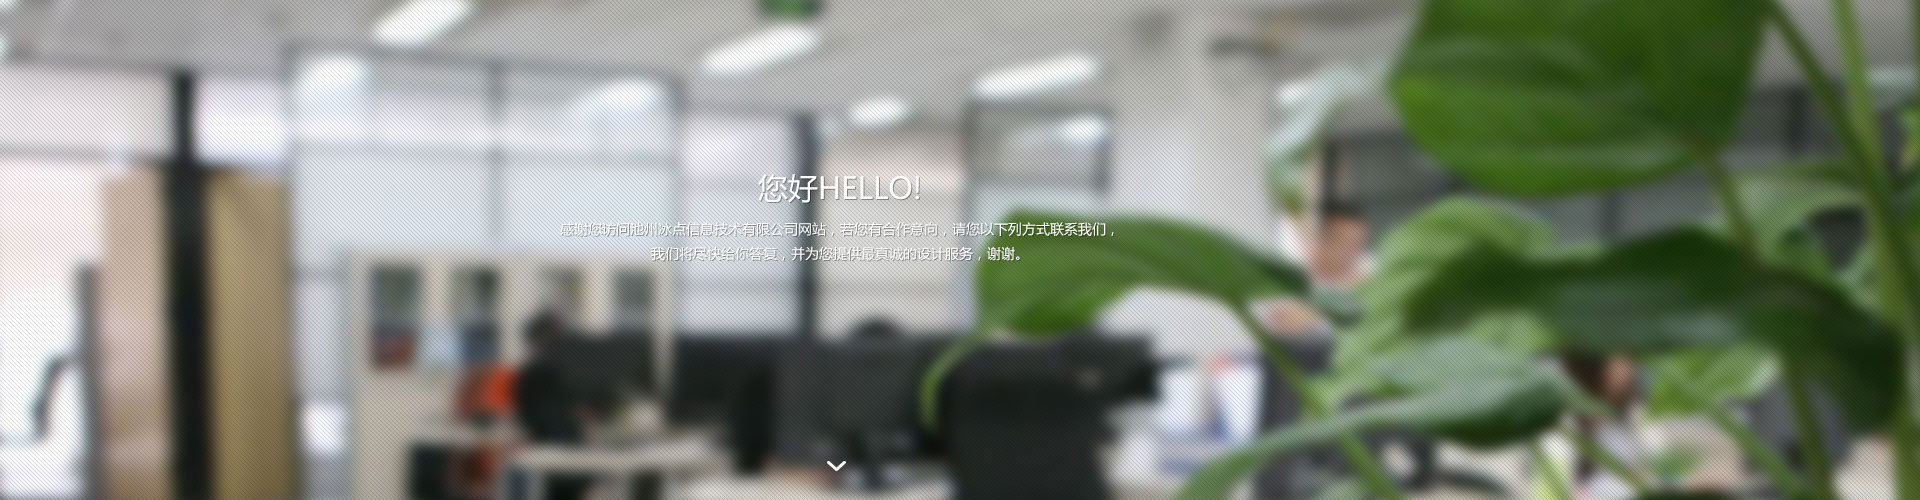 您好HELLO!
感谢您访问池州冰点信息技术有限公司网站，若您有合作意向，请您以下列方式联系我们，
我们将尽快给你答复，并为您提供最真诚的设计服务，谢谢。